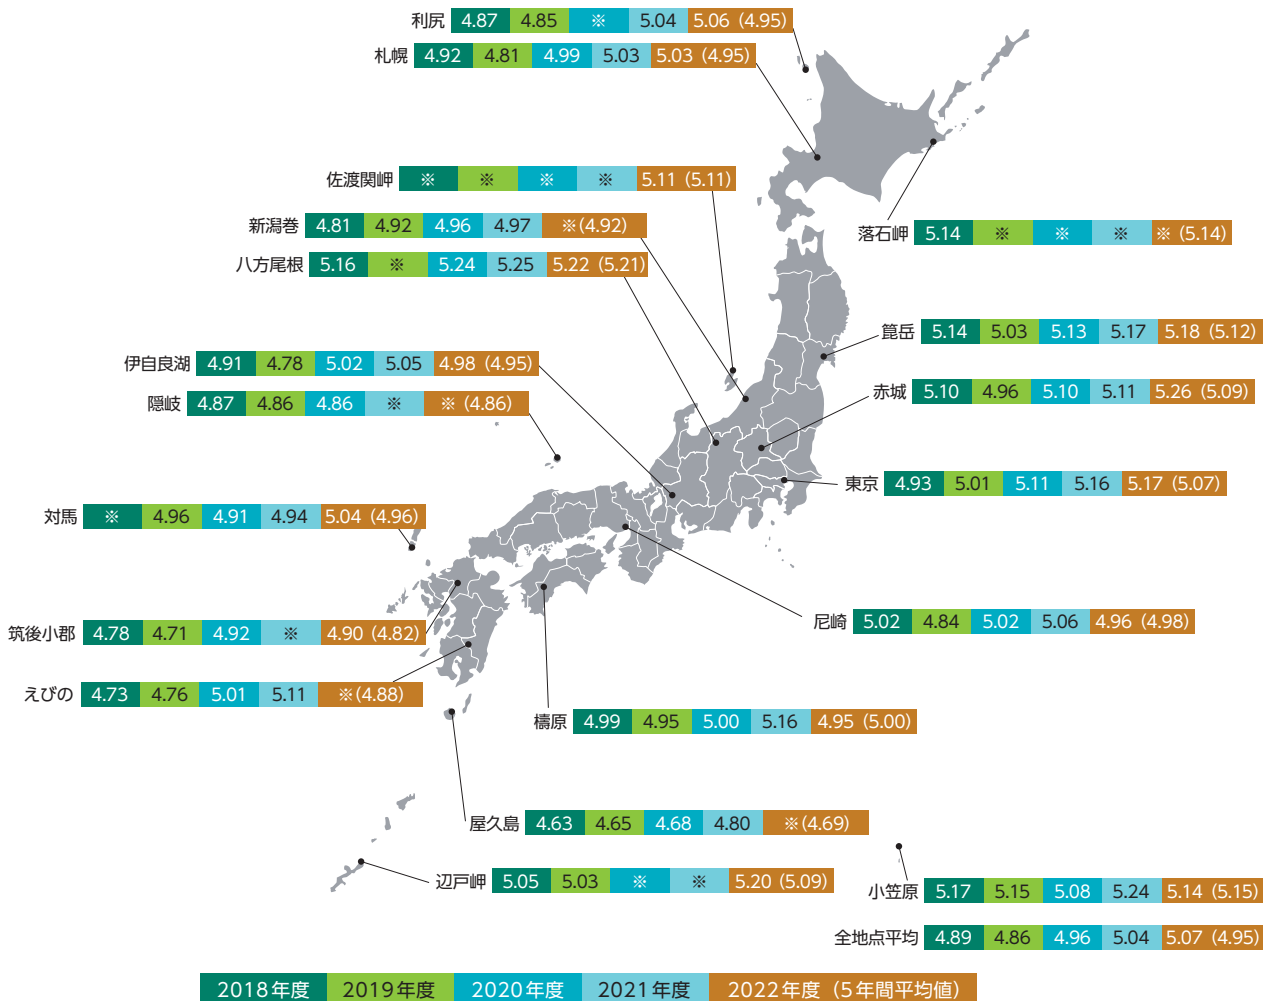 利尻 4.87 4.85 ※ 5.04 5.06 (4.95)
札幌 4.92 4.81 4.99 5.03 5.03 (4.95)
佐渡関岬 ※ ※ ※ ※ 5.11 (5.11)
新潟巻 4.81 4.92 4.96 4.97 ※(4.92)
落石岬 5.14 ※ ※ ※ ※ (5.14)
八方尾根 5.16 ※ 5.24 5.25 5.22 (5.21)
箟岳 5.14 5.03 5.13 5.17 5.18 (5.12)
伊自良湖 4.91 4.78 5.02 5.05 4.98 (4.95)
赤城 5.10 4.96 5.10 5.11 5.26 (5.09)
隠岐 4.87 4.86 4.86 ※ ※ (4.86)
東京 4.93 5.01 5.11 5.16 5.17 (5.07)
対馬 ※ 4.96 4.91 4.94 5.04 (4.96)
尼崎 5.02 4.84 5.02 5.06 4.96 (4.98)
筑後小郡 4.78 4.71 4.92 ※ 4.90 (4.82)
えびの 4.73 4.76 5.01 5.11 ※(4.88)
檮原 4.99 4.95 5.00 5.16 4.95 (5.00)
屋久島 4.63 4.65 4.68 4.80 ※(4.69)
辺戸岬 5.05 5.03 ※ ※ 5.20 (5.09)
小笠原 5.17 5.15 5.08 5.24 5.14 (5.15)
全地点平均 4.89 4.86 4.96 5.04 5.07 (4.95)
2018年度 2019年度 2020年度 2021年度 2022年度（5年間平均値）